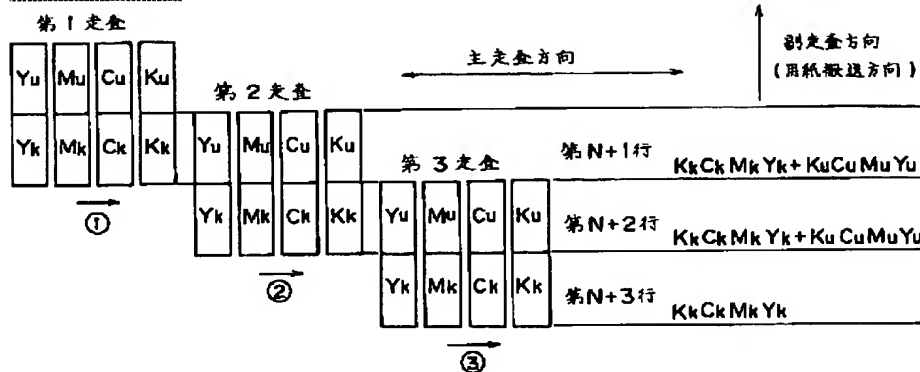 第1走査
Yu Mu Cu Ku
Yk Mk Ck Kk
①
第2走査
Yu Mu Cu Ku
Yk Mk Ck Kk
②
第3走査
Yu Mu Cu Ku
Yk Mk Ck Kk
③
主走査方向
副走査方向
(用紙搬送方向)
第N+1行 KkCkMkYk+KuCuMuYu
第N+2行 KkCkMkYk+KuCuMuYu
第N+3行 KkCkMkYk